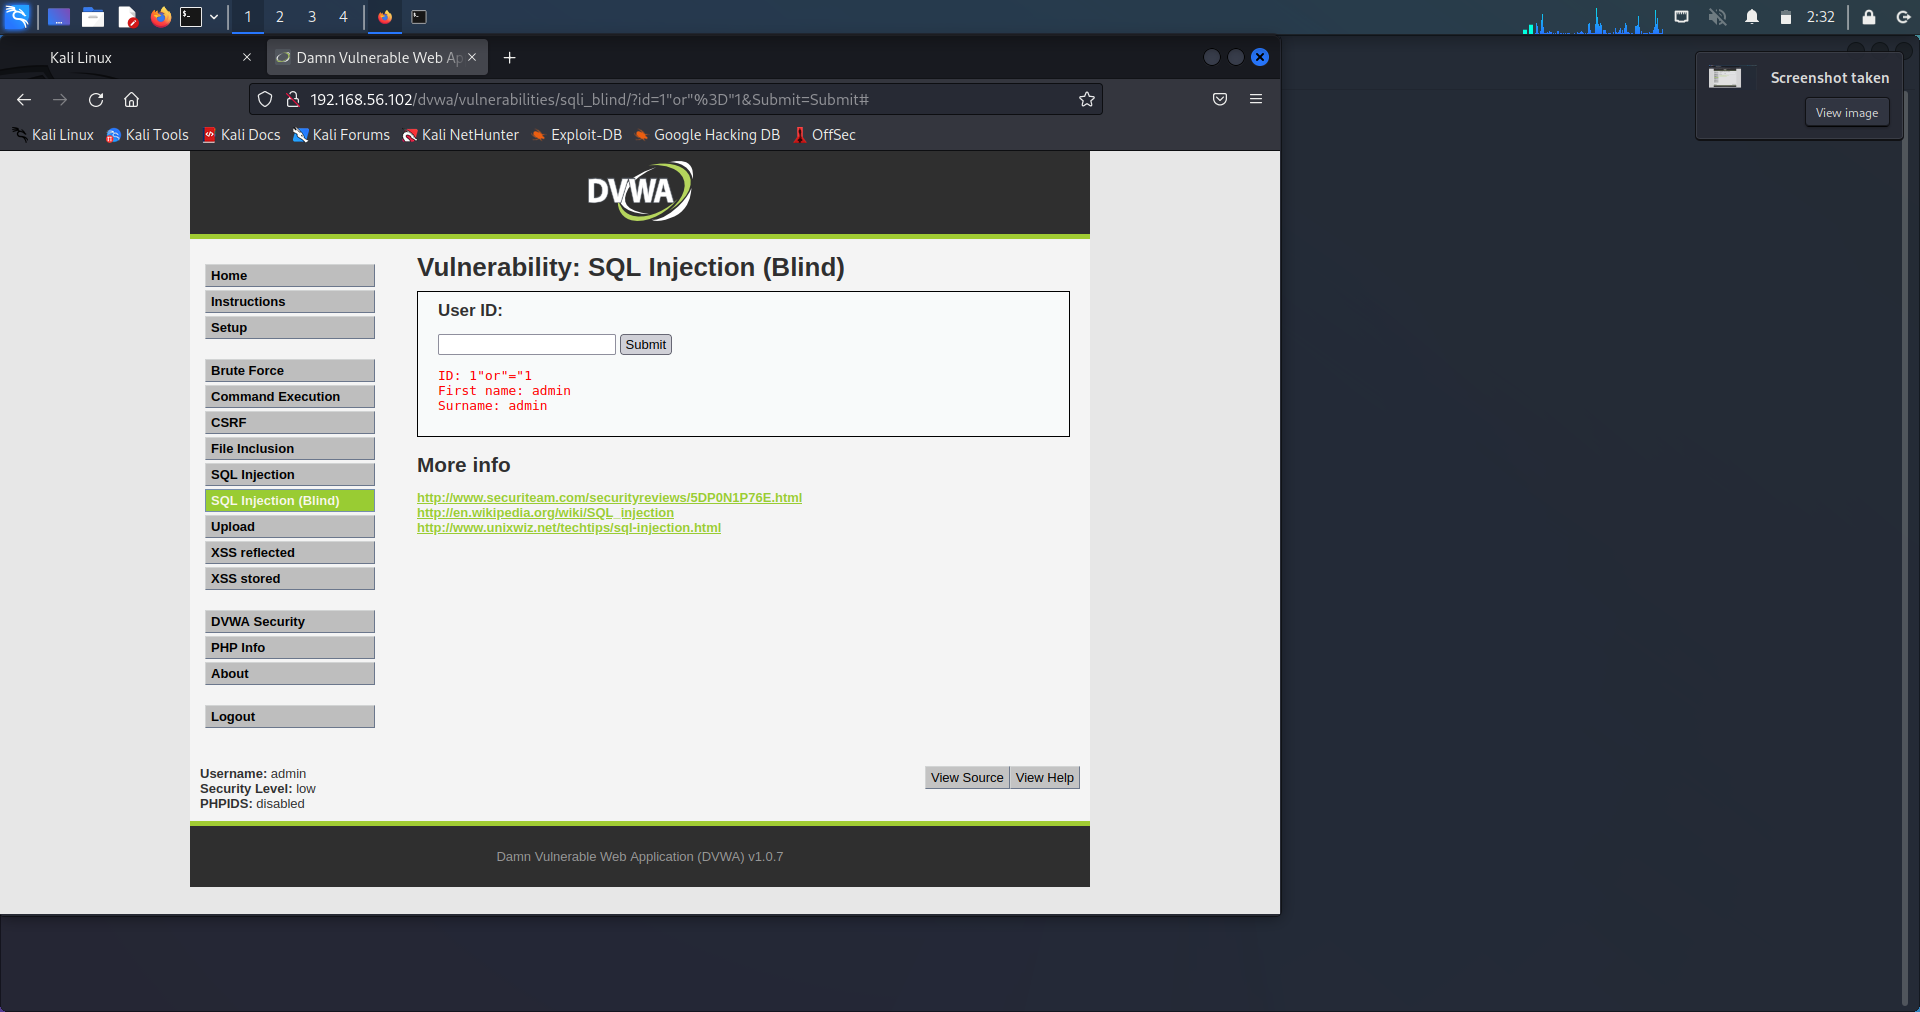 1 2 3 4 2:32
Kali Linux
Damn Vulnerable Web Ap
Screenshot taken
View image
192.168.56.102/dvwa/vulnerabilities/sqli_blind/?id=1"or"%3D"1&Submit=Submit#
Kali Linux Kali Tools Kali Docs Kali Forums Kali NetHunter Exploit-DB Google Hacking DB OffSec
DVWA
Vulnerability: SQL Injection (Blind)
Home
Instructions
Setup
Brute Force
Command Execution
CSRF
File Inclusion
SQL Injection
SQL Injection (Blind)
Upload
XSS reflected
XSS stored
DVWA Security
PHP Info
About
Logout
User ID:
Submit
ID: 1"or"="1
First name: admin
Surname: admin
More info
http://www.securiteam.com/securityreviews/5DP0N1P76E.html
http://en.wikipedia.org/wiki/SQL_injection
http://www.unixwiz.net/techtips/sql-injection.html
Username: admin
Security Level: low
PHPIDS: disabled
View Source View Help
Damn Vulnerable Web Application (DVWA) v1.0.7